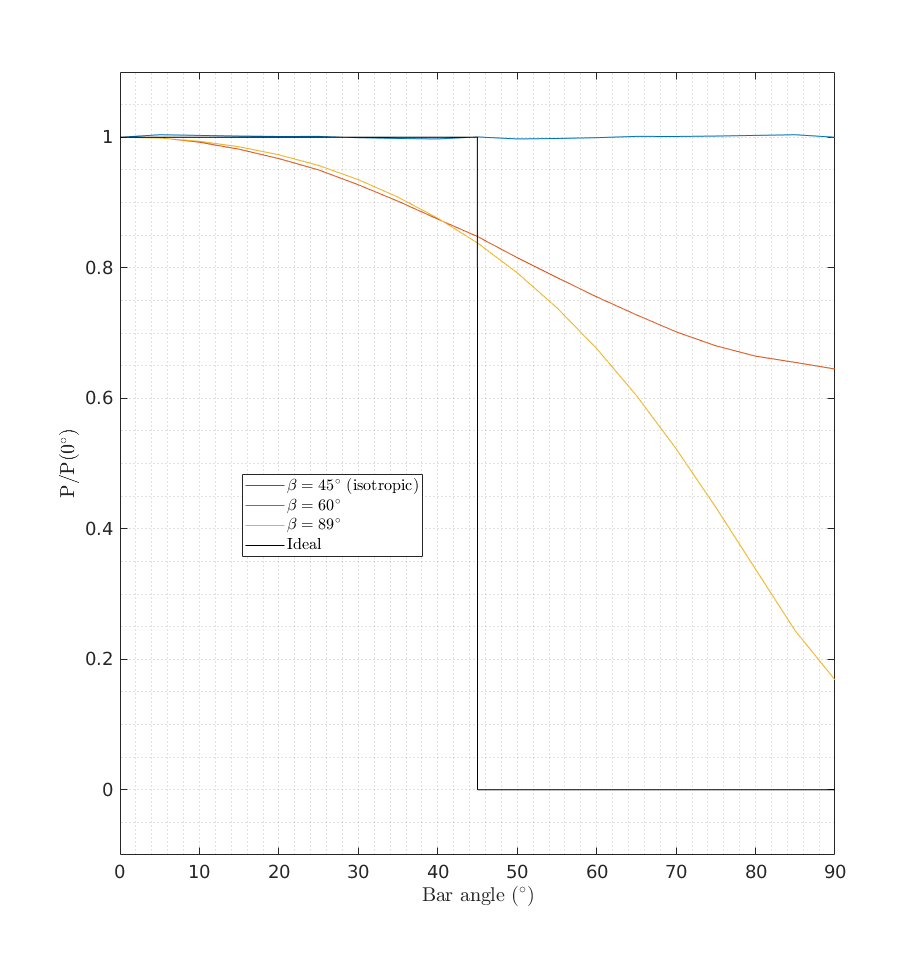 1
0.8
0.6
0.4
0.2
0
P/P(0°)
β = 45° (isotropic)
β = 60°
β = 89°
Ideal
0 10 20 30 40 50 60 70 80 90
Bar angle (°)